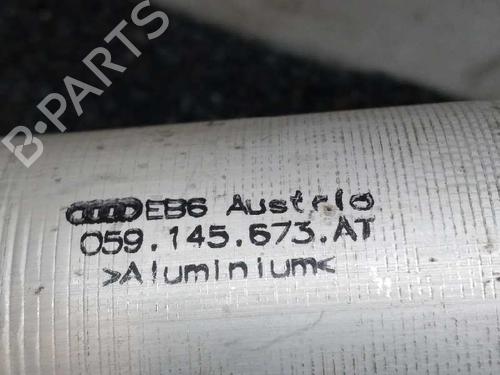 B-PARTS
EB6 Austria
059.145.673.AT
>Aluminium<